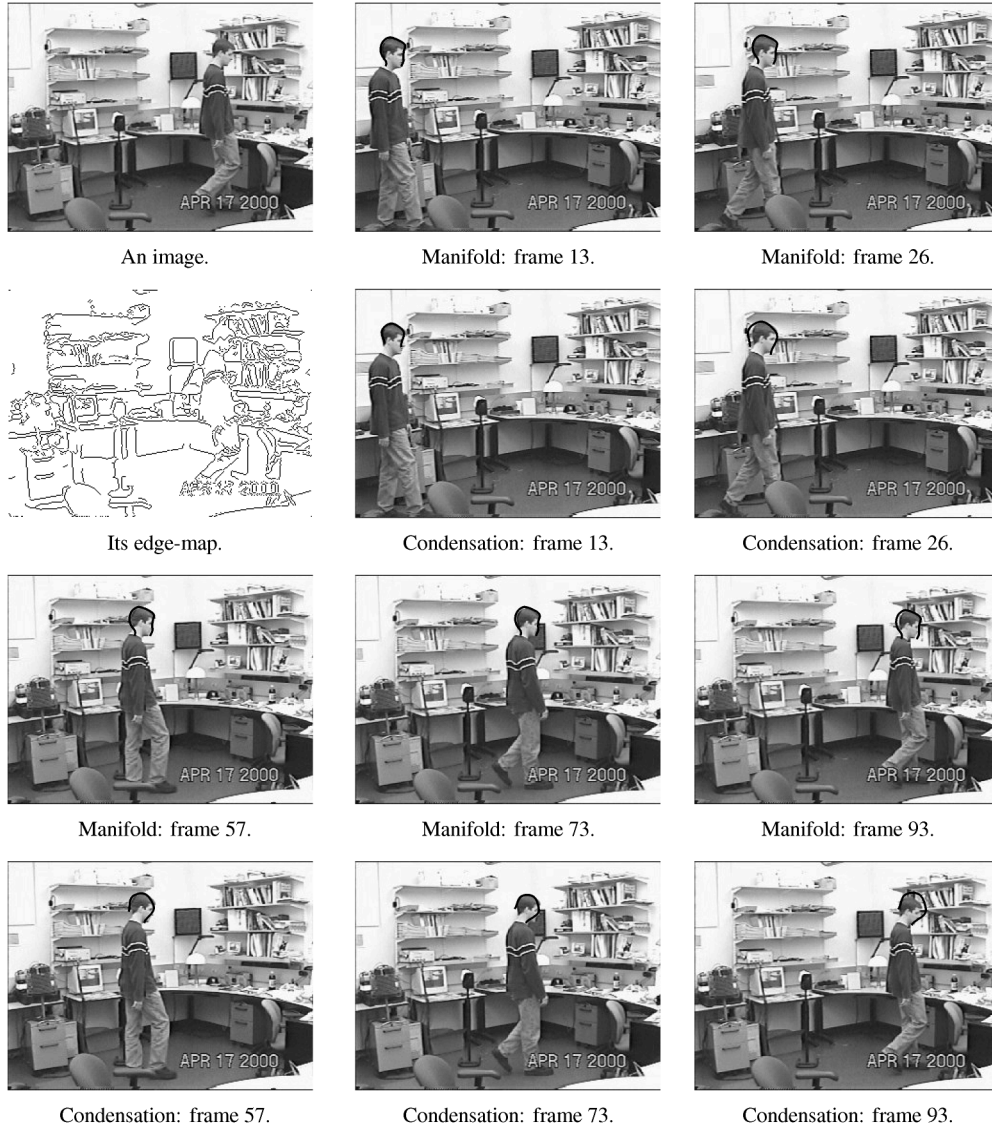 APR 17 2000
APR 17 2000
APR 17 2000
An image.
Manifold: frame 13.
Manifold: frame 26.
APR 17 2000
APR 17 2000
APR 17 2000
Its edge-map.
Condensation: frame 13.
Condensation: frame 26.
APR 17 2000
APR 17 2000
APR 17 2000
Manifold: frame 57.
Manifold: frame 73.
Manifold: frame 93.
APR 17 2000
APR 17 2000
APR 17 2000
Condensation: frame 57.
Condensation: frame 73.
Condensation: frame 93.